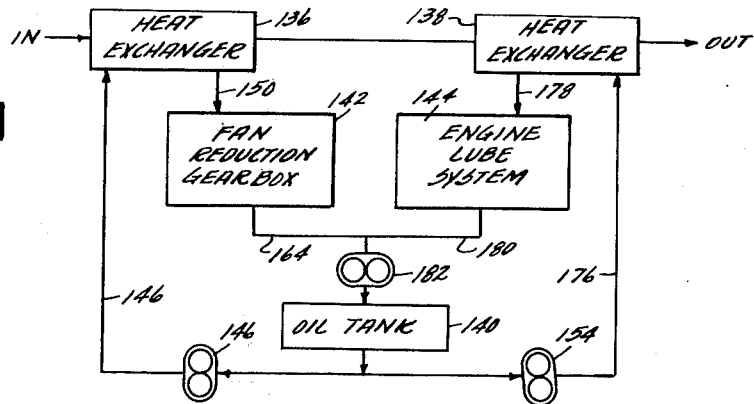 HEAT
EXCHANGER
136
138
HEAT
EXCHANGER
IN
OUT
150
142
144
178
FAN
REDUCTION
GEARBOX
ENGINE
LUBE
SYSTEM
164
180
182
146
176
OIL TANK
140
146
154